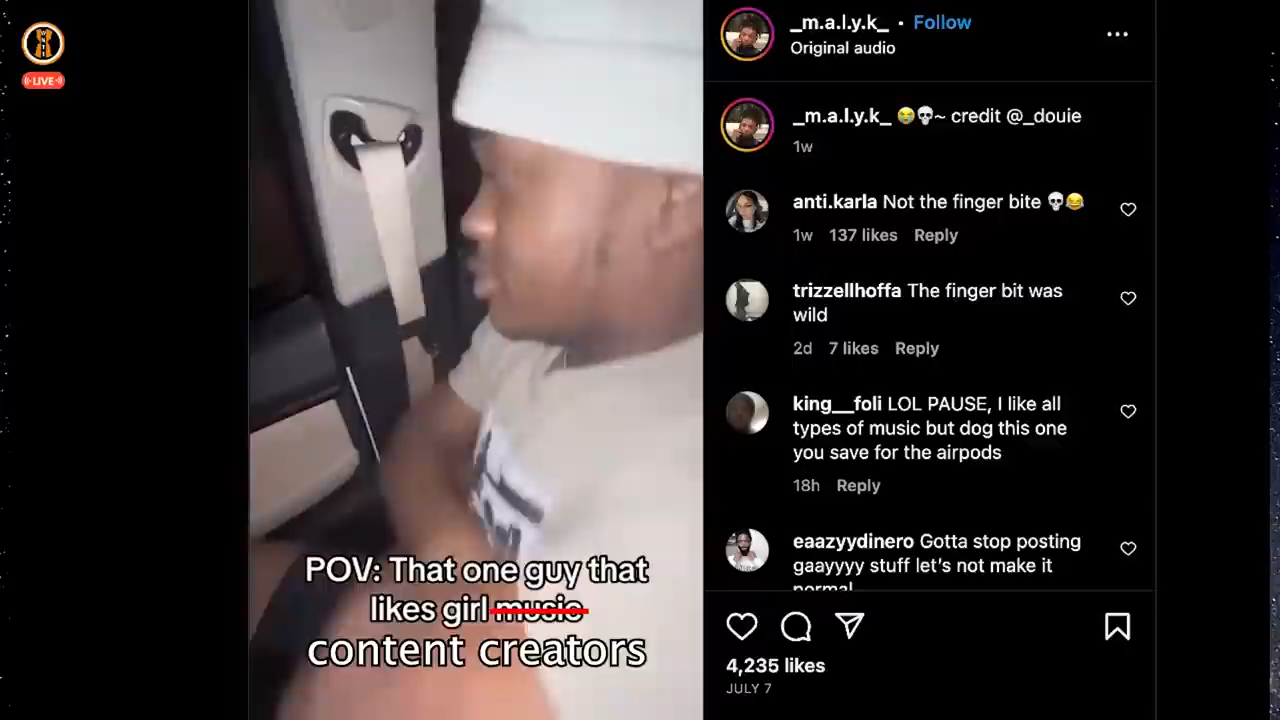 LIVE
POV: That one guy that
likes girl music
content creators
_m.a.l.y.k_ • Follow
Original audio
_m.a.l.y.k_ 😭💀~ credit @_douie
1w
anti.karla Not the finger bite 💀😂
1w 137 likes Reply
trizzellhoffa The finger bit was
wild
2d 7 likes Reply
king__foli LOL PAUSE, I like all
types of music but dog this one
you save for the airpods
18h Reply
eaazyydinero Gotta stop posting
gaayyyy stuff let's not make it
normal
4,235 likes
JULY 7